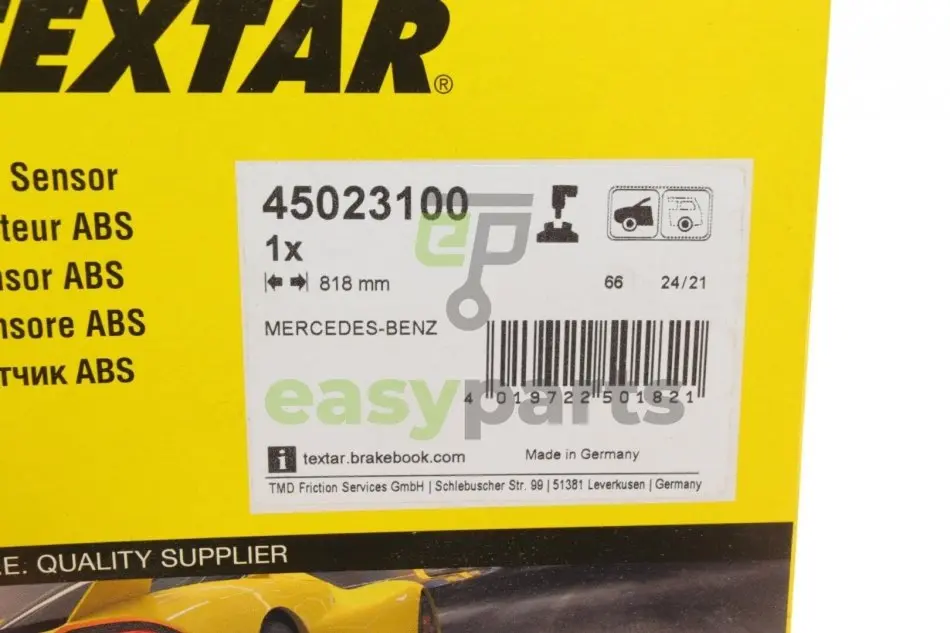 TEXTAR®
Sensor
teur ABS
nsor ABS
nsore ABS
тчик ABS
45023100
1x
818 mm
66 24/21
MERCEDES-BENZ
4 019722 501821
easyparts
ep
i textar.brakebook.com
Made in Germany
TMD Friction Services GmbH | Schlebuscher Str. 99 | 51381 Leverkusen | Germany
.E. QUALITY SUPPLIER